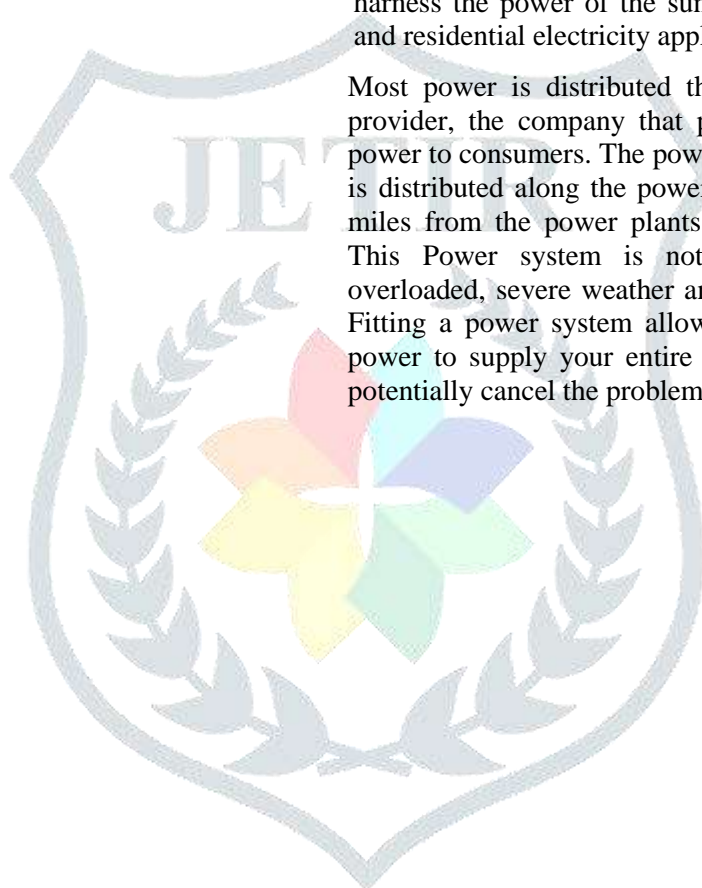 harness the power of the sun
and residential electricity appl
Most power is distributed th
provider, the company that p
power to consumers. The pow
is distributed along the power
miles from the power plants
This Power system is not
overloaded, severe weather an
Fitting a power system allow
power to supply your entire
potentially cancel the problem
JETIR